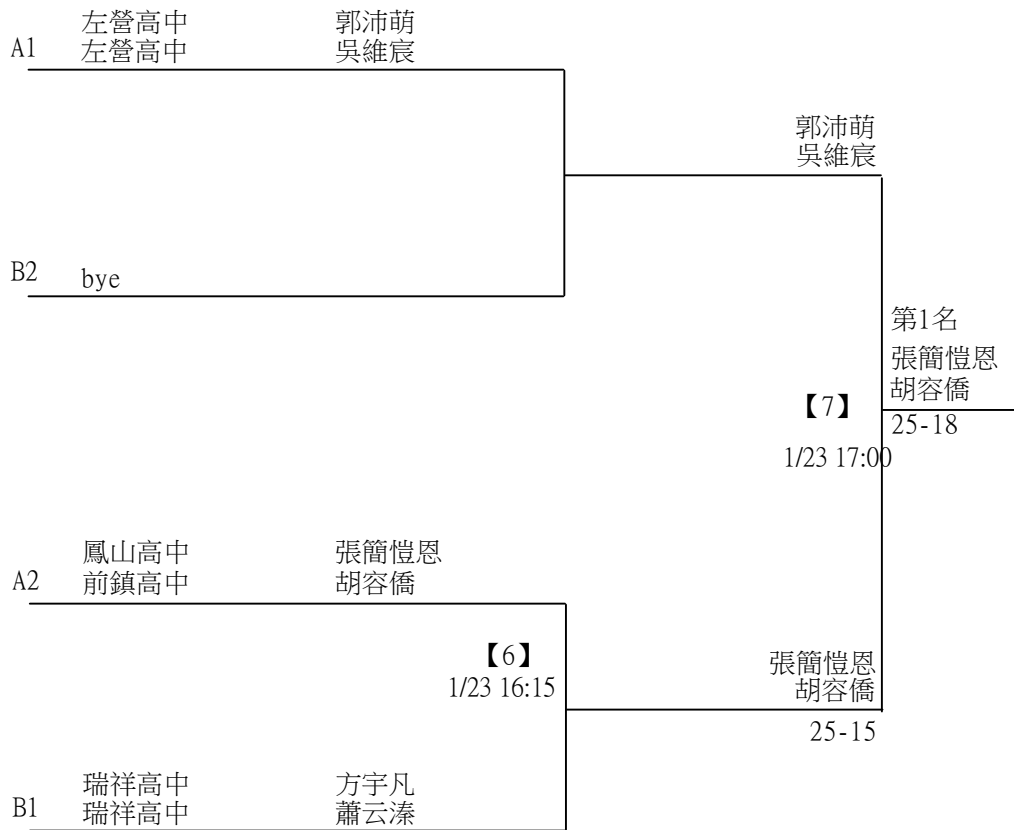 左營高中 郭沛萌
A1 左營高中 吳維宸
郭沛萌
吳維宸
B2 bye
第1名
張簡愷恩
胡容僑
【7】
25-18
1/23 17:00
鳳山高中 張簡愷恩
A2 前鎮高中 胡容僑
【6】
1/23 16:15
張簡愷恩
胡容僑
25-15
瑞祥高中 方宇凡
B1 瑞祥高中 蕭云溱